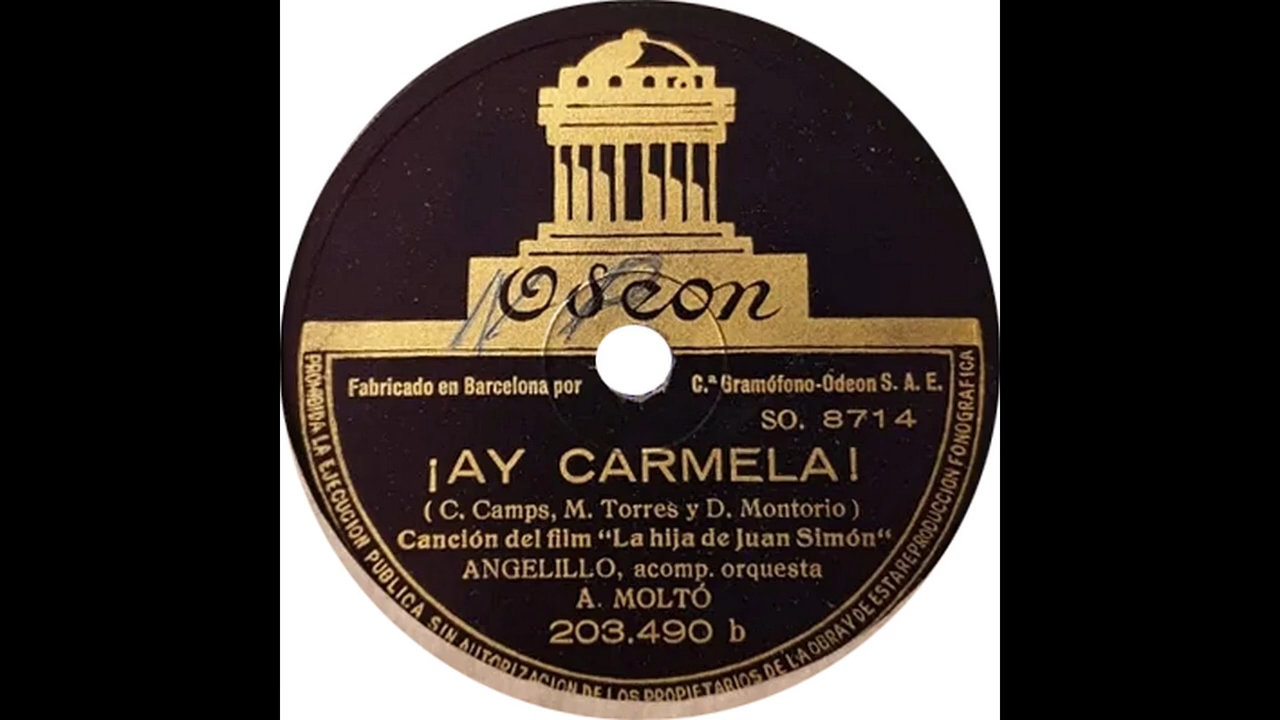 Odeon
Fabricado en Barcelona por C.ª Gramófono-Odeon S. A. E.
SO. 8714
¡AY CARMELA!
( C. Camps, M. Torres y D. Montorio )
Canción del film “La hija de Juan Simón“
ANGELILLO, acomp. orquesta
A. MOLTÓ
203.490 b
PROHIBIDA LA EJECUCION PUBLICA SIN AUTORIZACION DE LOS PROPIETARIOS DE LA OBRA Y DE ESTA REPRODUCCION FONOGRAFICA